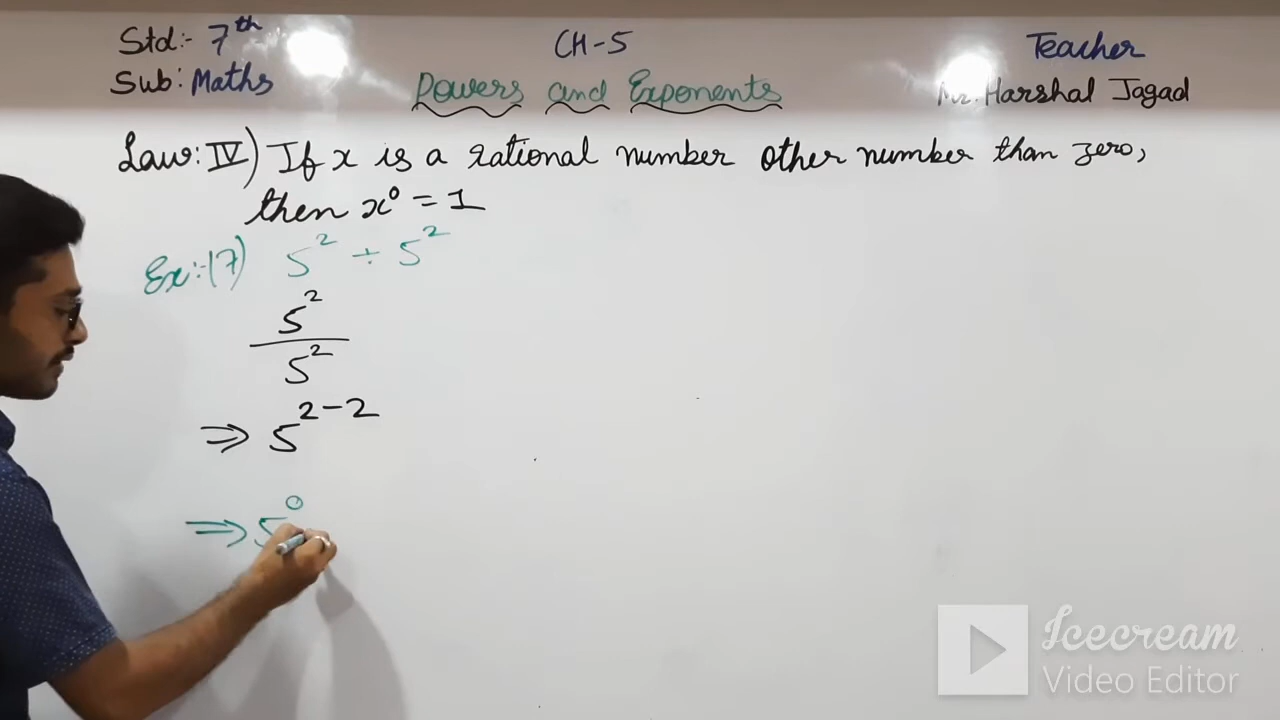 Std:- 7th CH-5 Teacher
Sub: Maths Powers and Exponents Mr. Harshal Jagad
Law: IV) If x is a rational number other number than zero,
then x⁰ = 1
Ex:-(7) 5² ÷ 5²
5²
5²
⇒ 5²⁻²
⇒ 5⁰
Icecream
Video Editor